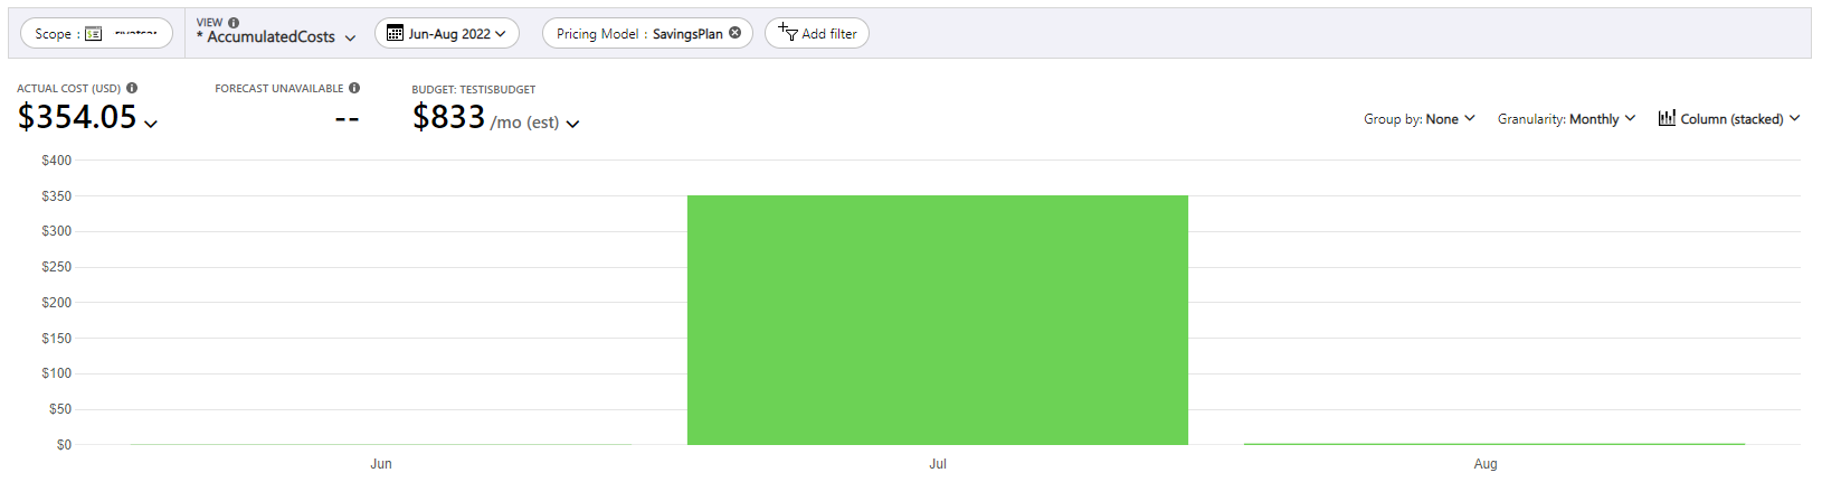 Scope :
VIEW
* AccumulatedCosts
Jun-Aug 2022
Pricing Model : SavingsPlan
Add filter
ACTUAL COST (USD)
$354.05
FORECAST UNAVAILABLE
--
BUDGET: TESTISBUDGET
$833 /mo (est)
Group by: None
Granularity: Monthly
Column (stacked)
$400
$350
$300
$250
$200
$150
$100
$50
$0
Jun
Jul
Aug